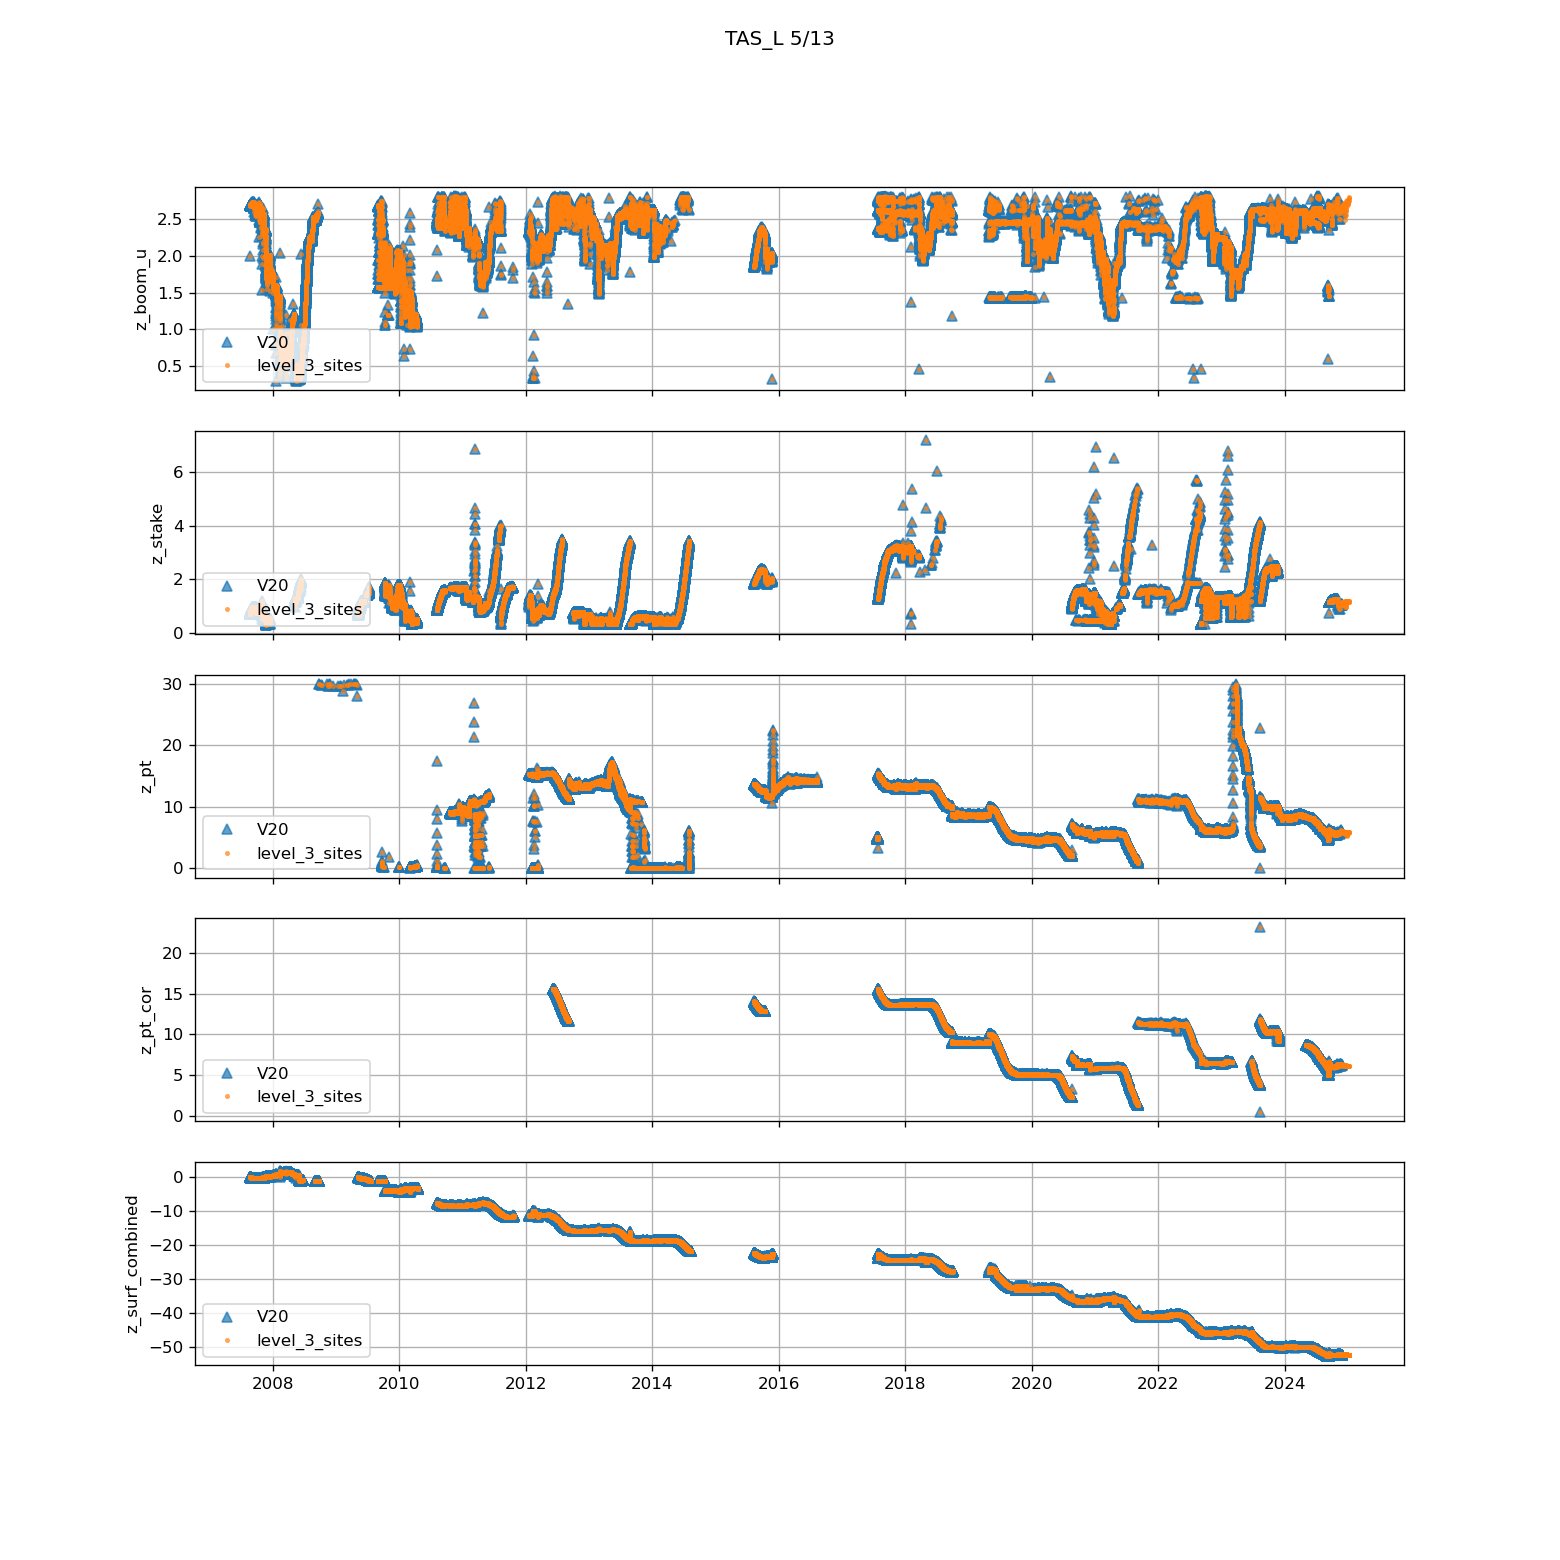 TAS_L 5/13
z_boom_u
2.5
2.0
1.5
1.0
0.5
V20
level_3_sites
z_stake
6
4
2
0
V20
level_3_sites
z_pt
30
20
10
0
V20
level_3_sites
z_pt_cor
20
15
10
5
0
V20
level_3_sites
z_surf_combined
0
−10
−20
−30
−40
−50
V20
level_3_sites
2008 2010 2012 2014 2016 2018 2020 2022 2024